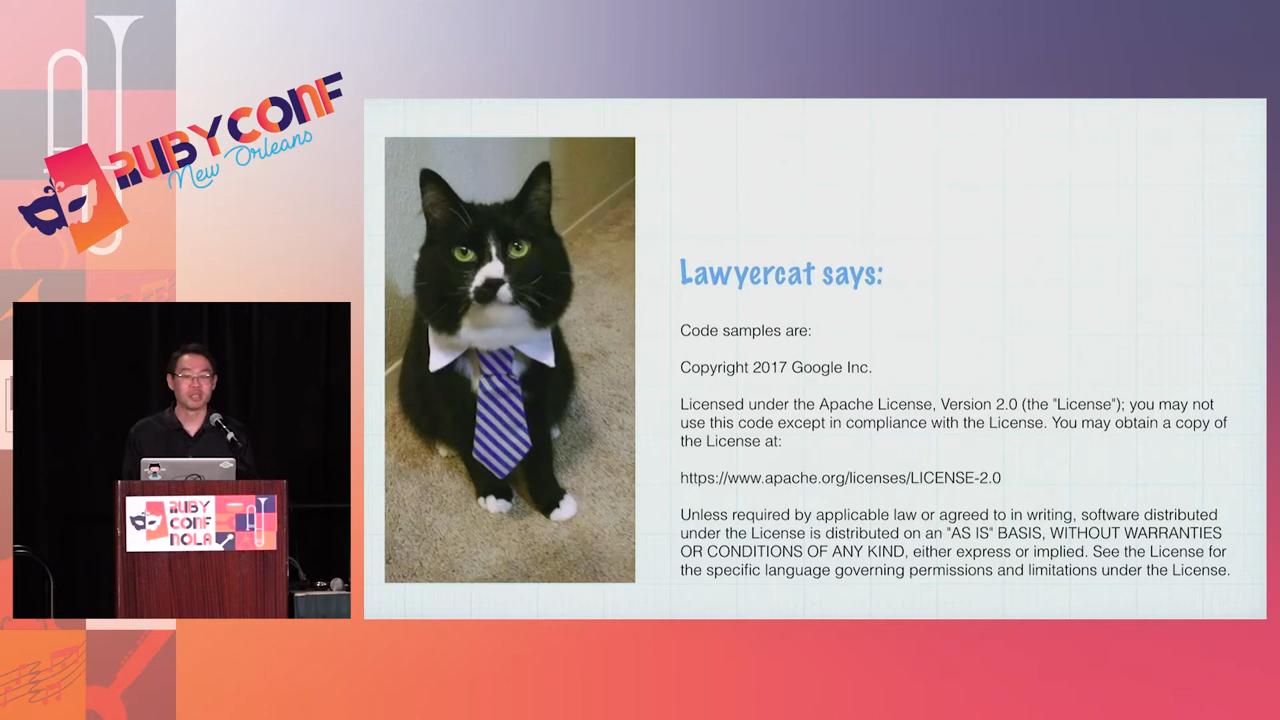 RUBYCONF
New Orleans
Lawyercat says:
Code samples are:
Copyright 2017 Google Inc.
Licensed under the Apache License, Version 2.0 (the "License"); you may not
use this code except in compliance with the License. You may obtain a copy of
the License at:
https://www.apache.org/licenses/LICENSE-2.0
Unless required by applicable law or agreed to in writing, software distributed
under the License is distributed on an "AS IS" BASIS, WITHOUT WARRANTIES
OR CONDITIONS OF ANY KIND, either express or implied. See the License for
the specific language governing permissions and limitations under the License.
RUBY
CONF
NOLA